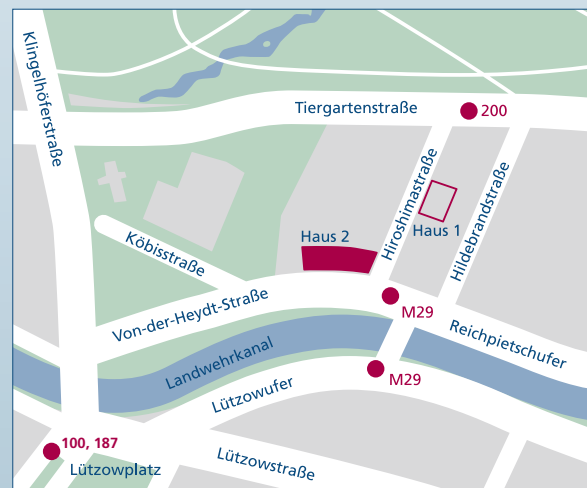 Klingelhöferstraße
Tiergartenstraße
200
Hiroshimastraße
Haus 1
Hildebrandstraße
Haus 2
Köbisstraße
Von-der-Heydt-Straße
M29
Reichpietschufer
Landwehrkanal
M29
Lützowufer
100, 187
Lützowplatz
Lützowstraße